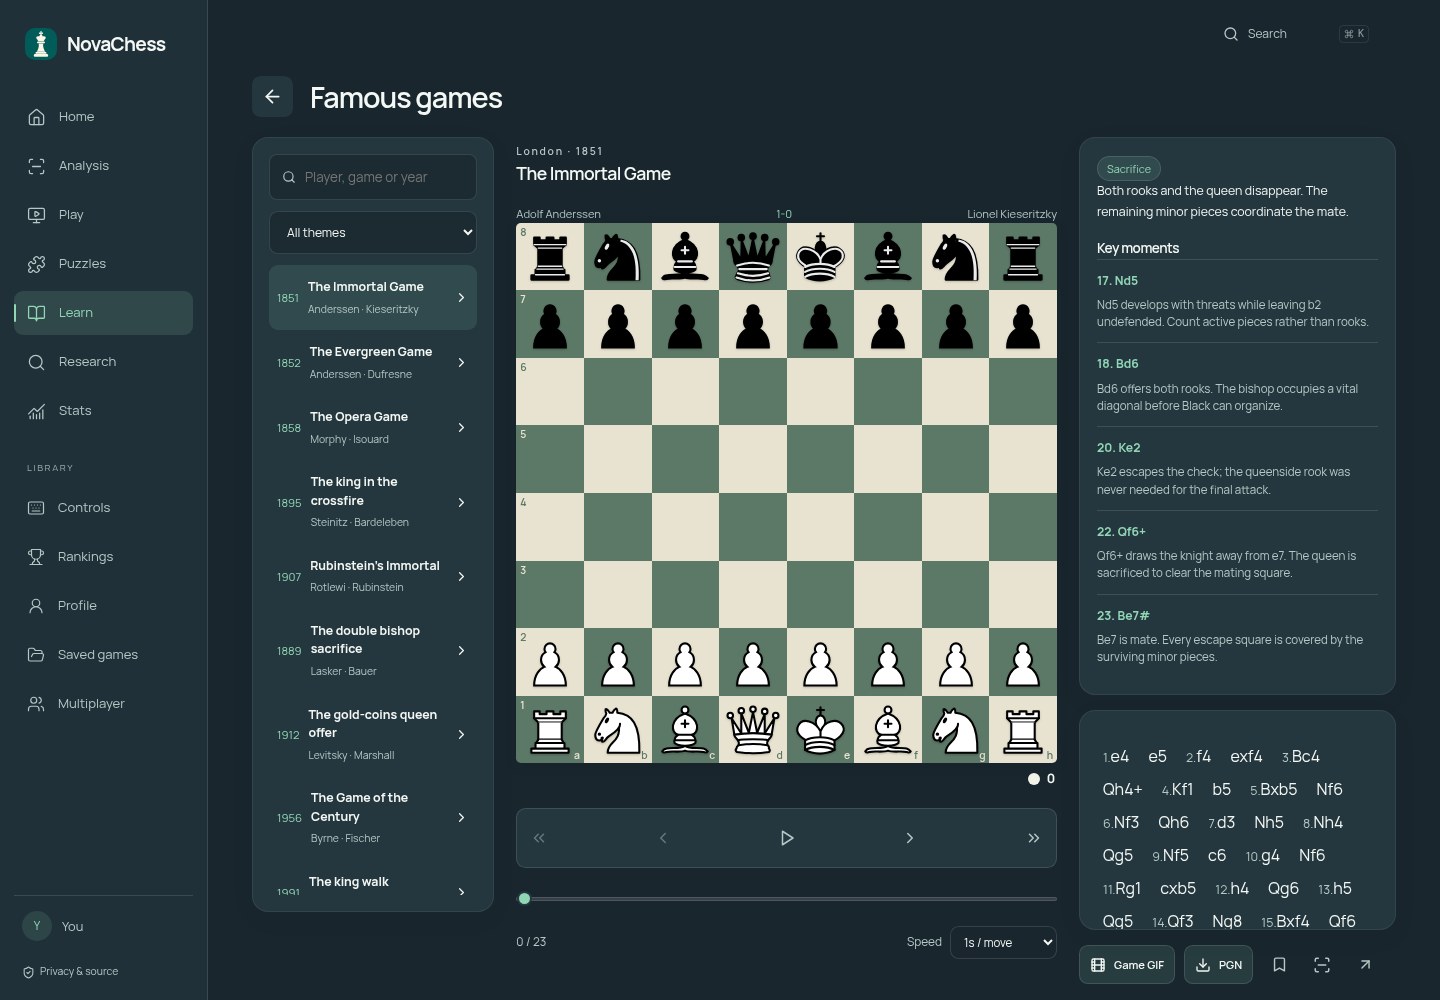 NovaChess
Home
Analysis
Play
Puzzles
Learn
Research
Stats
LIBRARY
Controls
Rankings
Profile
Saved games
Multiplayer
Y You
Privacy & source
Search ⌘ K
Famous games
Player, game or year
All themes
1851 The Immortal Game
Anderssen · Kieseritzky
1852 The Evergreen Game
Anderssen · Dufresne
1858 The Opera Game
Morphy · Isouard
1895 The king in the
crossfire
Steinitz · Bardeleben
1907 Rubinstein's Immortal
Rotlewi · Rubinstein
1889 The double bishop
sacrifice
Lasker · Bauer
1912 The gold-coins queen
offer
Levitsky · Marshall
1956 The Game of the
Century
Byrne · Fischer
1991 The king walk
London · 1851
The Immortal Game
Adolf Anderssen 1-0 Lionel Kieseritzky
8
7
6
5
4
3
2
1
a b c d e f g h
0
0 / 23
Speed 1s / move
Sacrifice
Both rooks and the queen disappear. The
remaining minor pieces coordinate the mate.
Key moments
17. Nd5
Nd5 develops with threats while leaving b2
undefended. Count active pieces rather than rooks.
18. Bd6
Bd6 offers both rooks. The bishop occupies a vital
diagonal before Black can organize.
20. Ke2
Ke2 escapes the check; the queenside rook was
never needed for the final attack.
22. Qf6+
Qf6+ draws the knight away from e7. The queen is
sacrificed to clear the mating square.
23. Be7#
Be7 is mate. Every escape square is covered by the
surviving minor pieces.
1.e4 e5 2.f4 exf4 3.Bc4
Qh4+ 4.Kf1 b5 5.Bxb5 Nf6
6.Nf3 Qh6 7.d3 Nh5 8.Nh4
Qg5 9.Nf5 c6 10.g4 Nf6
11.Rg1 cxb5 12.h4 Qg6 13.h5
Qg5 14.Qf3 Ng8 15.Bxf4 Qf6
Game GIF PGN